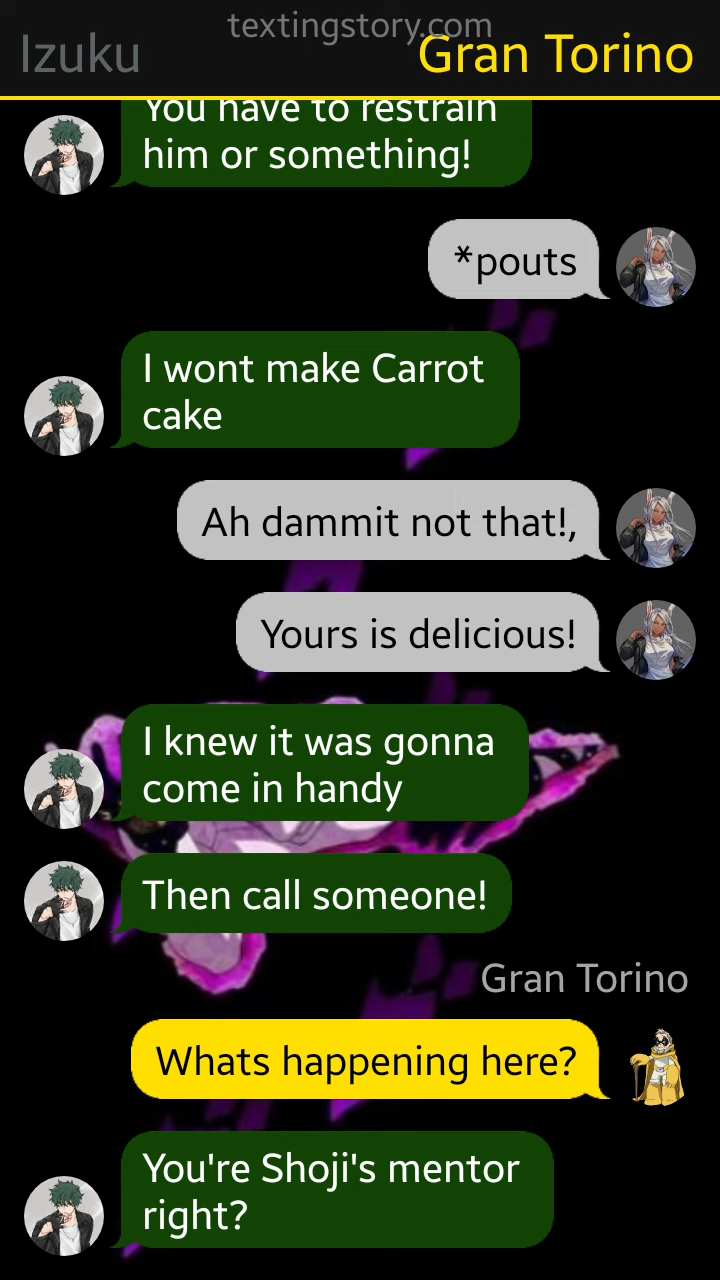 textingstory.com
Izuku
Gran Torino
You have to restrain
him or something!
*pouts
I wont make Carrot
cake
Ah dammit not that!,
Yours is delicious!
I knew it was gonna
come in handy
Then call someone!
Gran Torino
Whats happening here?
You're Shoji's mentor
right?